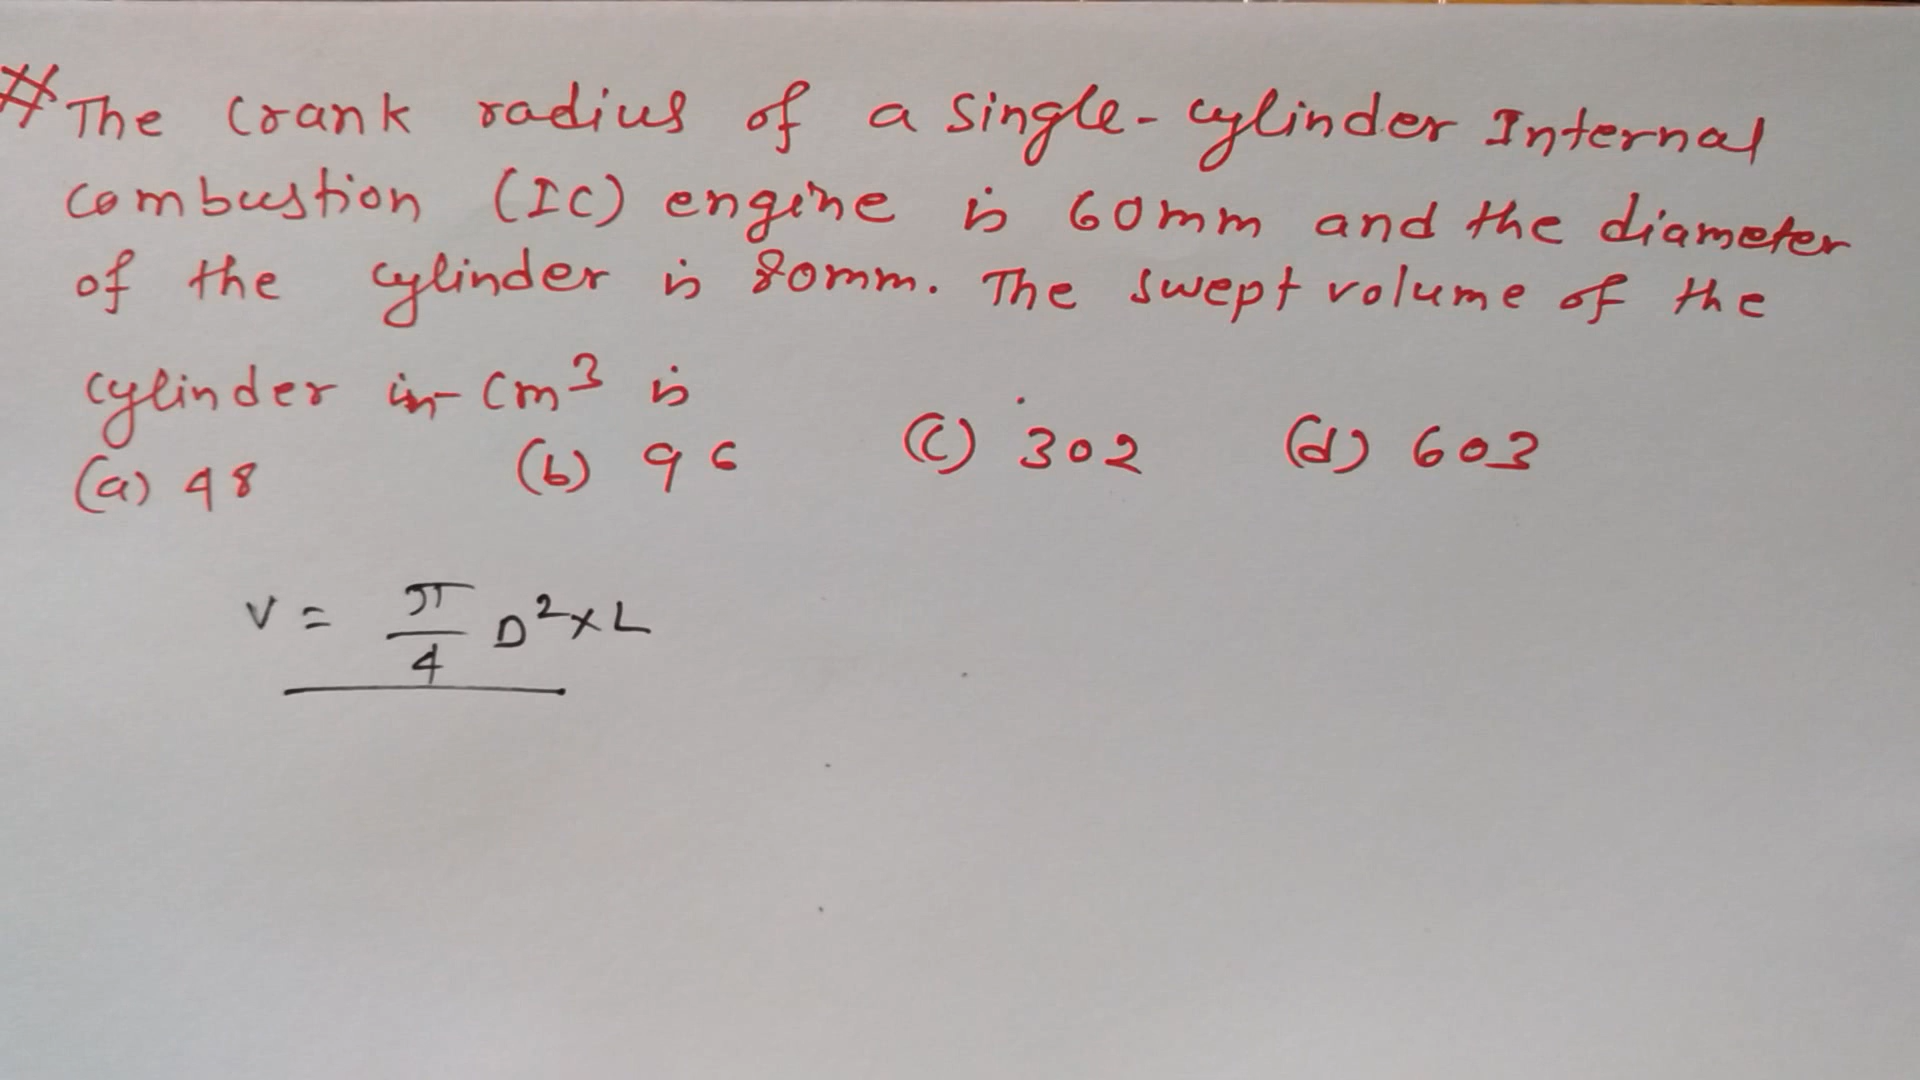 # The Crank radius of a Single-cylinder Internal
combustion (IC) engine is 60mm and the diameter
of the cylinder is 80mm. The swept volume of the
cylinder in cm³ is
(a) 48 (b) 96 (C) 302 (d) 603
V = π/4 D² × L